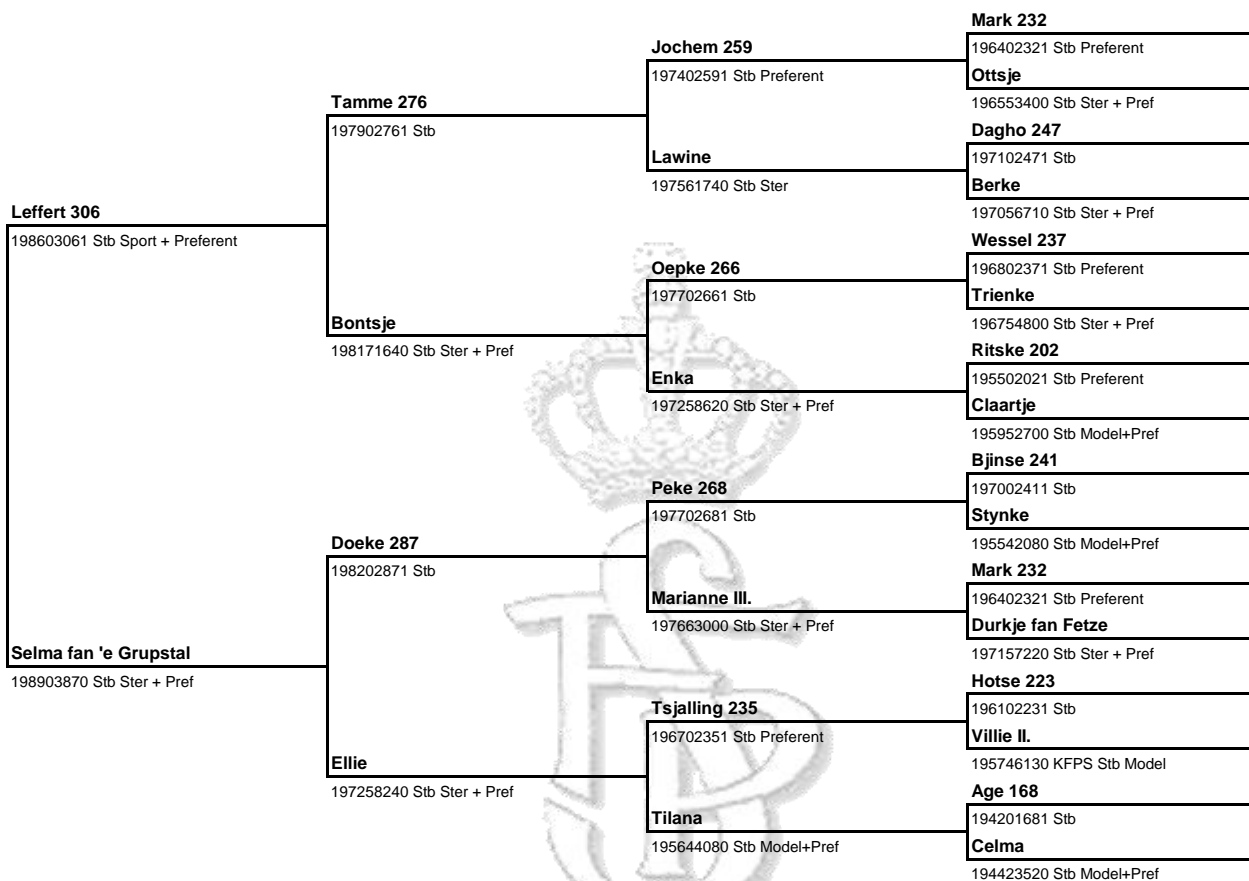 Mark 232
196402321 Stb Preferent
Jochem 259
197402591 Stb Preferent
Ottsje
196553400 Stb Ster + Pref
Tamme 276
197902761 Stb
Dagho 247
197102471 Stb
Lawine
197561740 Stb Ster
Berke
197056710 Stb Ster + Pref
Leffert 306
198603061 Stb Sport + Preferent
Wessel 237
196802371 Stb Preferent
Oepke 266
197702661 Stb
Trienke
196754800 Stb Ster + Pref
Bontsje
198171640 Stb Ster + Pref
Ritske 202
195502021 Stb Preferent
Enka
197258620 Stb Ster + Pref
Claartje
195952700 Stb Model+Pref
Bjinse 241
197002411 Stb
Peke 268
197702681 Stb
Stynke
195542080 Stb Model+Pref
Doeke 287
198202871 Stb
Mark 232
196402321 Stb Preferent
Marianne III.
197663000 Stb Ster + Pref
Durkje fan Fetze
197157220 Stb Ster + Pref
Selma fan 'e Grupstal
198903870 Stb Ster + Pref
Hotse 223
196102231 Stb
Tsjalling 235
196702351 Stb Preferent
Villie II.
195746130 KFPS Stb Model
Ellie
197258240 Stb Ster + Pref
Age 168
194201681 Stb
Tilana
195644080 Stb Model+Pref
Celma
194423520 Stb Model+Pref